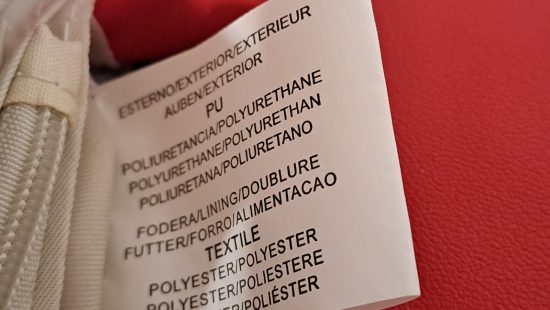 ESTERNO/EXTERIOR/EXTERIEUR
AUBEN/EXTERIOR
PU
POLIURETANCIA/POLYURETHANE
POLYURETHANE/POLYURETHAN
POLIURETANA/POLIURETANO
FODERA/LINING/DOUBLURE
FUTTER/FORRO/ALIMENTACAO
TEXTILE
POLYESTER/POLYESTER
POLYESTER/POLIESTERE
/POLIÉSTER